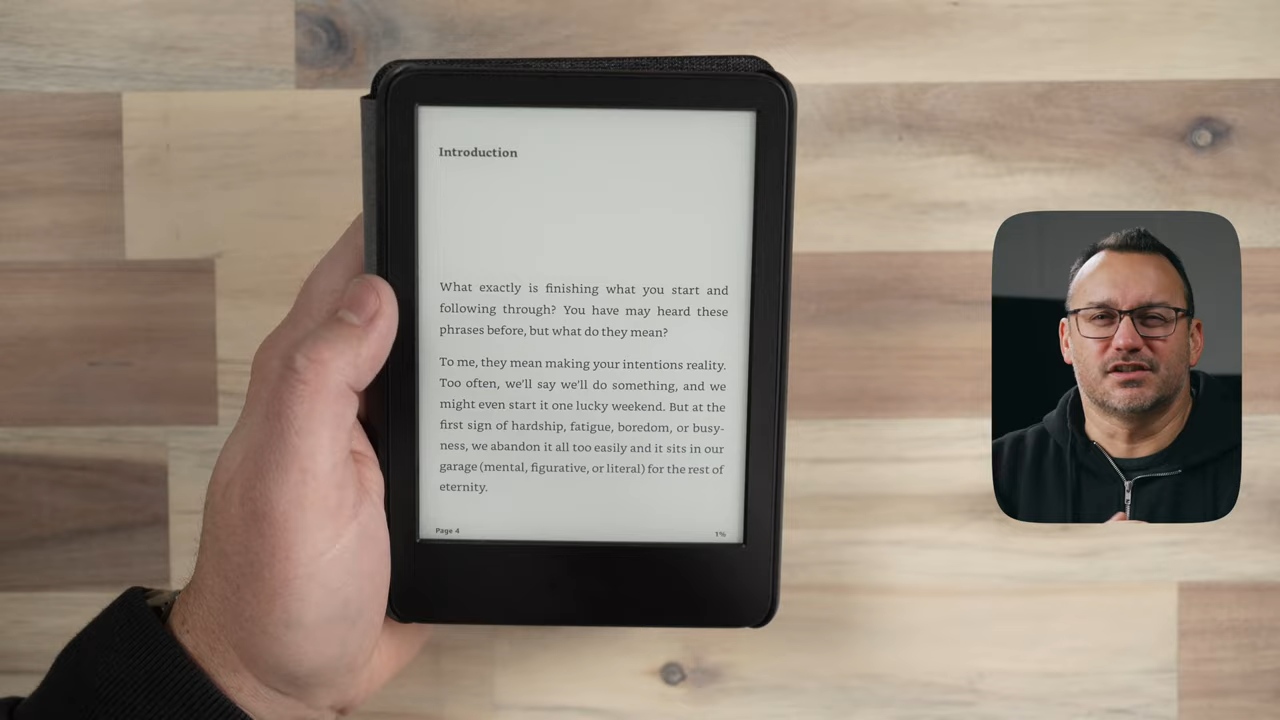 Introduction
What exactly is finishing what you start and
following through? You have may heard these
phrases before, but what do they mean?
To me, they mean making your intentions reality.
Too often, we'll say we'll do something, and we
might even start it one lucky weekend. But at the
first sign of hardship, fatigue, boredom, or busy-
ness, we abandon it all too easily and it sits in our
garage (mental, figurative, or literal) for the rest of
eternity.
Page 4
1%